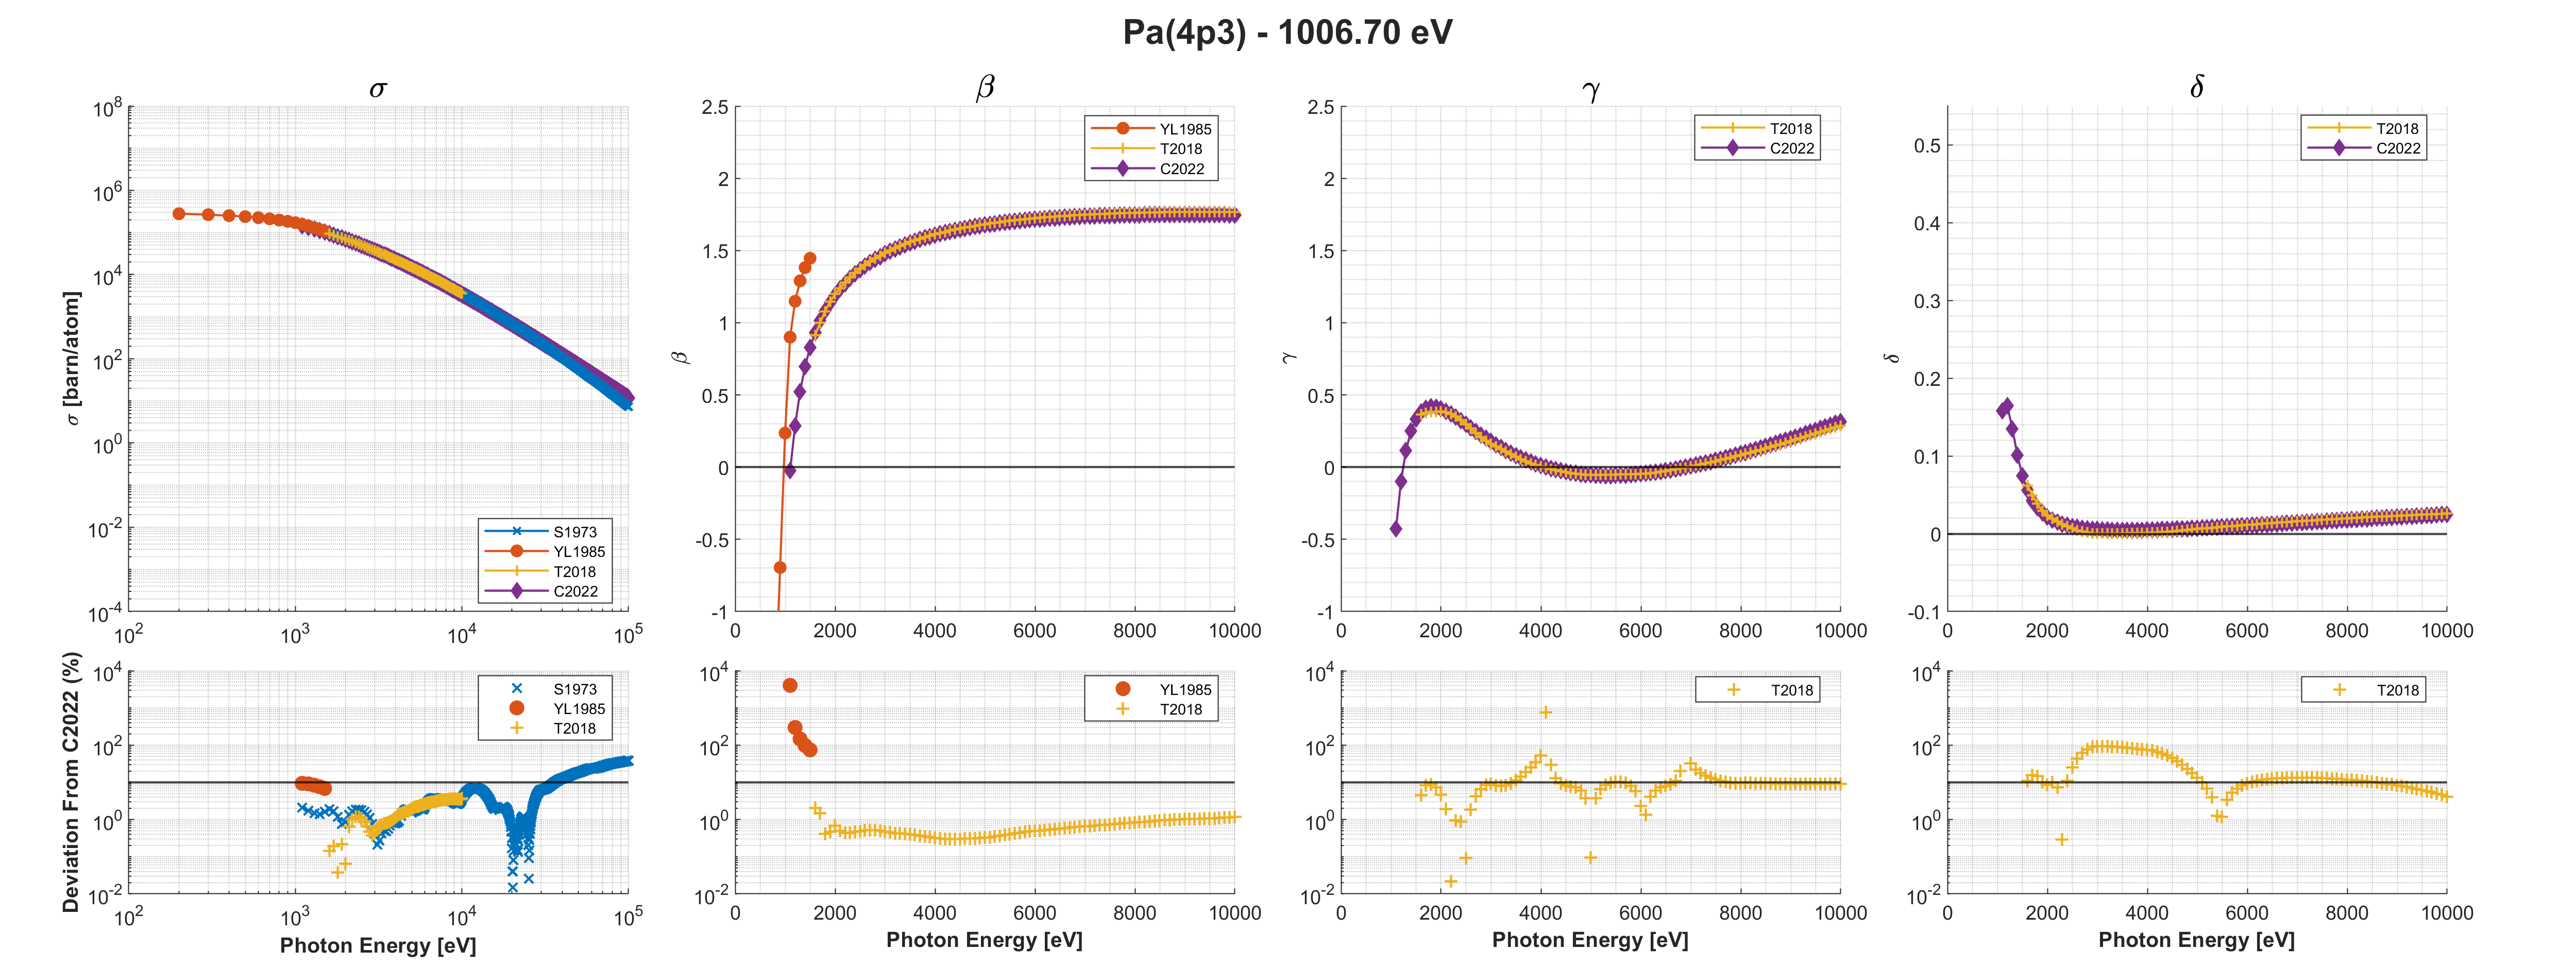 Pa(4p3) - 1006.70 eV
σ
10^8
10^6
10^4
10^2
10^0
10^-2
10^-4
10^2
10^3
10^4
10^5
σ [barn/atom]
S1973
YL1985
T2018
C2022
β
2.5
2
1.5
1
0.5
0
-0.5
-1
0
2000
4000
6000
8000
10000
β
YL1985
T2018
C2022
γ
2.5
2
1.5
1
0.5
0
-0.5
-1
0
2000
4000
6000
8000
10000
γ
T2018
C2022
δ
0.5
0.4
0.3
0.2
0.1
0
-0.1
0
2000
4000
6000
8000
10000
δ
T2018
C2022
Deviation From C2022 (%)
10^4
10^2
10^0
10^-2
10^2
10^3
10^4
10^5
Photon Energy [eV]
S1973
YL1985
T2018
10^4
10^2
10^0
10^-2
0
2000
4000
6000
8000
10000
Photon Energy [eV]
YL1985
T2018
10^4
10^2
10^0
10^-2
0
2000
4000
6000
8000
10000
Photon Energy [eV]
T2018
10^4
10^2
10^0
10^-2
0
2000
4000
6000
8000
10000
Photon Energy [eV]
T2018